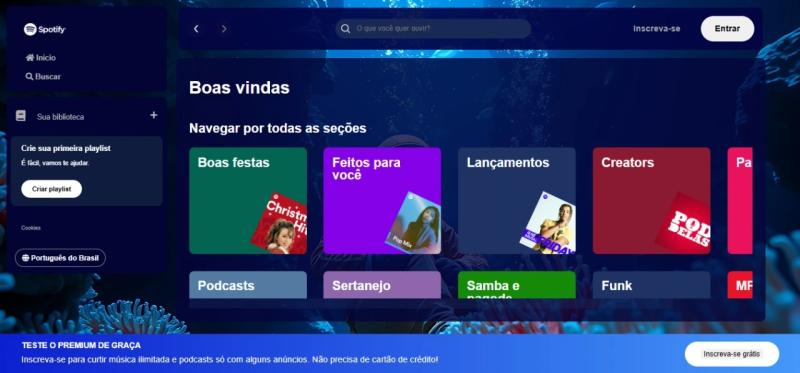 Spotify
Início
Buscar
O que você quer ouvir?
Inscreva-se
Entrar
Sua biblioteca
+
Crie sua primeira playlist
É fácil, vamos te ajudar.
Criar playlist
Cookies
Português do Brasil
Boas vindas
Navegar por todas as seções
Boas festas
Christm
Hit
Feitos para
você
Pop Mix
Lançamentos
Creators
POD
DELAS
Pa
Podcasts
Sertanejo
Samba e
pagode
Funk
MP
TESTE O PREMIUM DE GRAÇA
Inscreva-se para curtir música ilimitada e podcasts só com alguns anúncios. Não precisa de cartão de crédito!
Inscreva-se grátis